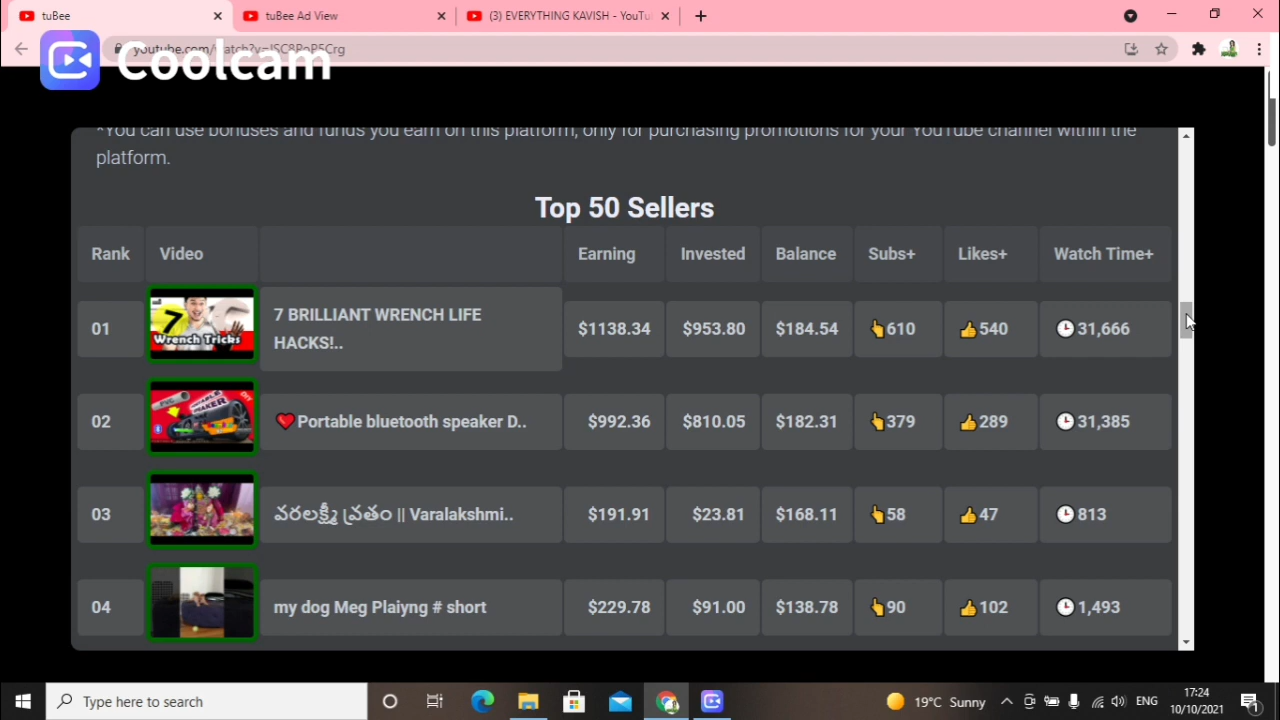 tuBee
tuBee Ad View
(3) EVERYTHING KAVISH - YouTu
Coolcam
*You can use bonuses and funds you earn on this platform, only for purchasing promotions for your YouTube channel within the
platform.
Top 50 Sellers
Rank Video Earning Invested Balance Subs+ Likes+ Watch Time+
01 7 BRILLIANT WRENCH LIFE
HACKS!.. $1138.34 $953.80 $184.54 👆610 👍540 🕒31,666
7
Wrench Tricks
02 ❤️Portable bluetooth speaker D.. $992.36 $810.05 $182.31 👆379 👍289 🕒31,385
03 వరలక్ష్మీ వ్రతం || Varalakshmi.. $191.91 $23.81 $168.11 👆58 👍47 🕒813
04 my dog Meg Plaiyng # short $229.78 $91.00 $138.78 👆90 👍102 🕒1,493
Type here to search
19°C Sunny
ENG
17:24
10/10/2021
1